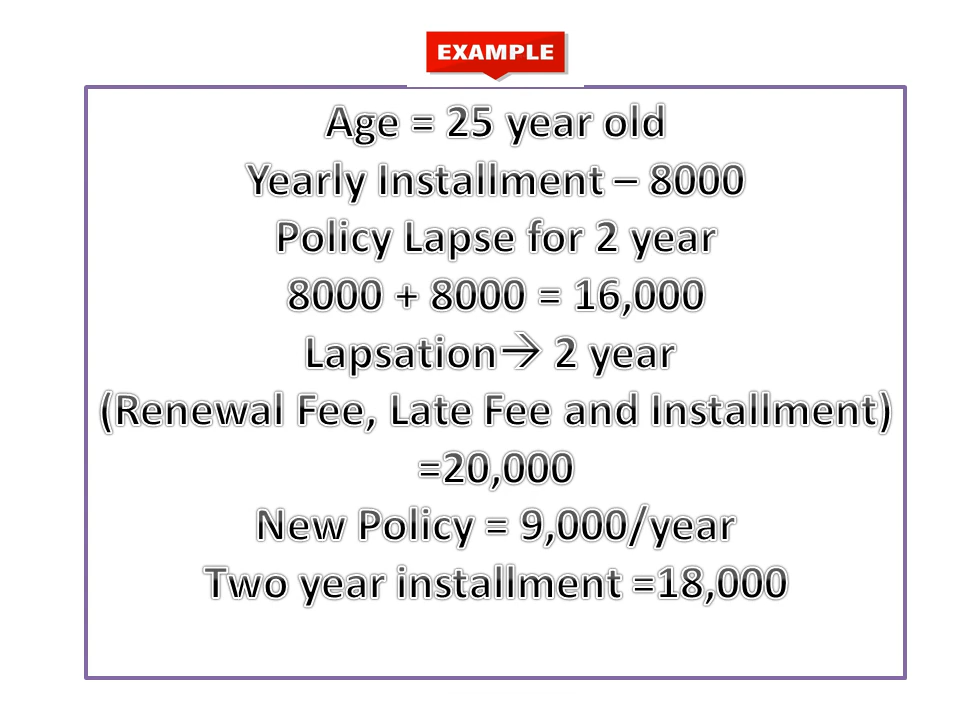 EXAMPLE
Age = 25 year old
Yearly Installment – 8000
Policy Lapse for 2 year
8000 + 8000 = 16,000
Lapsation→ 2 year
(Renewal Fee, Late Fee and Installment)
=20,000
New Policy = 9,000/year
Two year installment =18,000